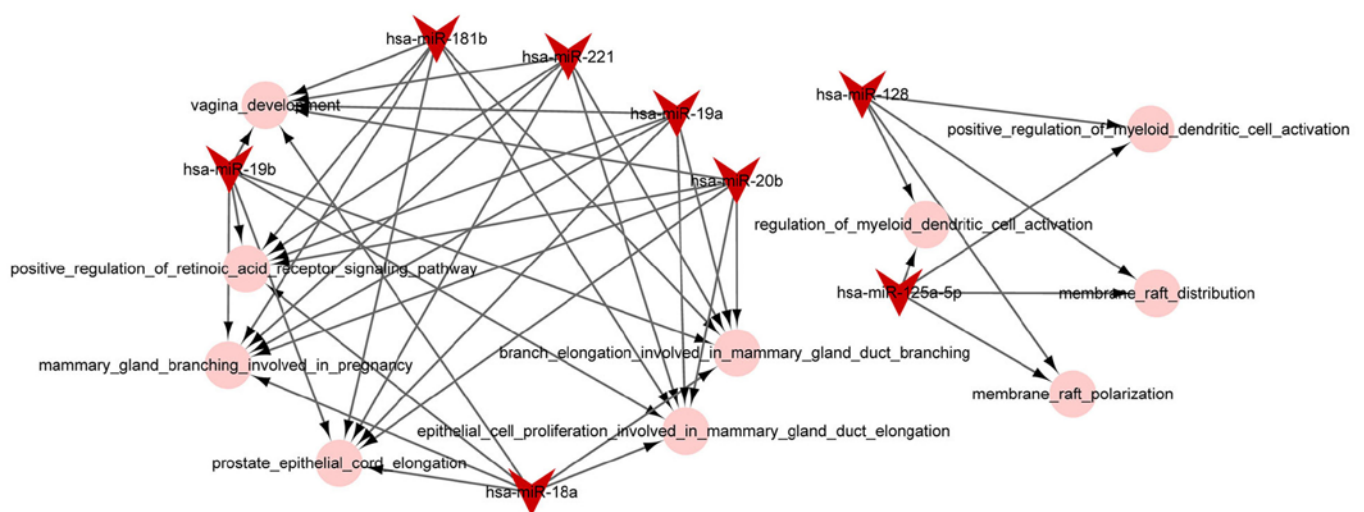 hsa-miR-181b
hsa-miR-221
hsa-miR-128
vagina_development
hsa-miR-19a
positive_regulation_of_myeloid_dendritic_cell_activation
hsa-miR-19b
hsa-miR-20b
regulation_of_myeloid_dendritic_cell_activation
positive_regulation_of_retinoic_acid_receptor_signaling_pathway
hsa-miR-125a-5p
membrane_raft_distribution
branch_elongation_involved_in_mammary_gland_duct_branching
mammary_gland_branching_involved_in_pregnancy
membrane_raft_polarization
epithelial_cell_proliferation_involved_in_mammary_gland_duct_elongation
prostate_epithelial_cord_elongation
hsa-miR-18a